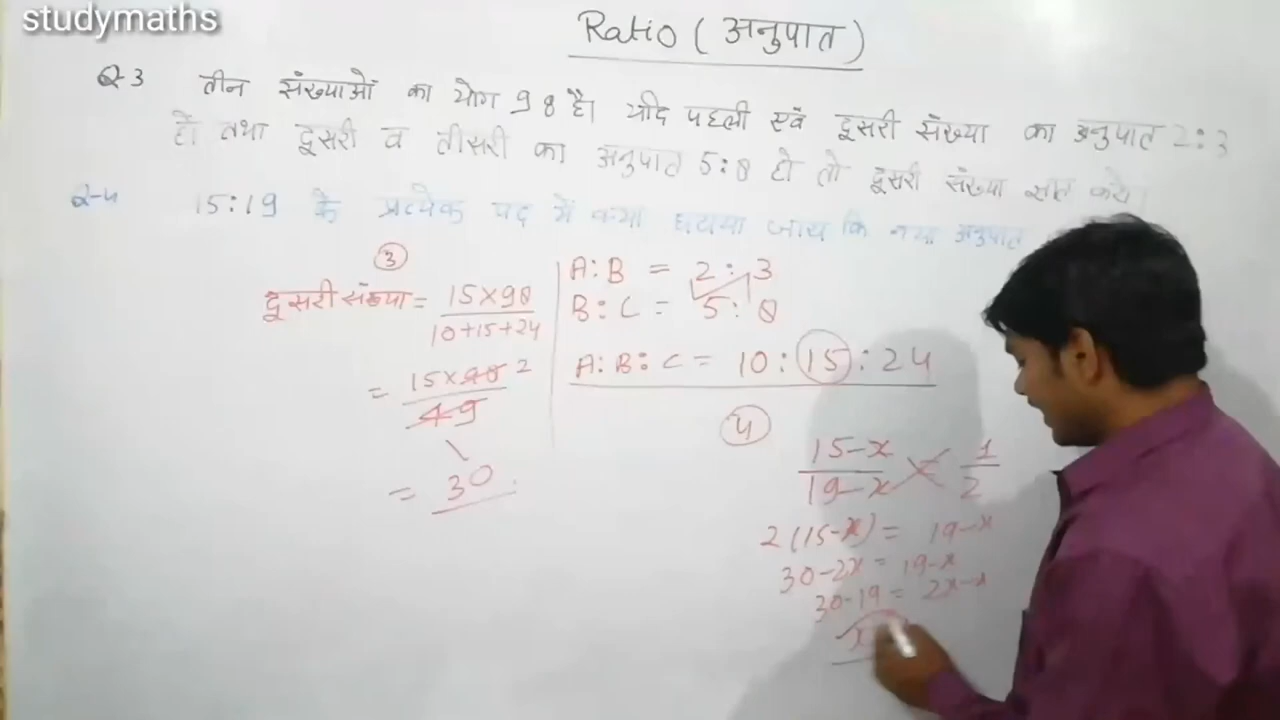 studymaths
Ratio ( अनुपात )
Q-3 तीन संख्याओं का योग 98 है। यदि पहली एवं दूसरी संख्या का अनुपात 2:3
हो तथा दूसरी व तीसरी का अनुपात 5:8 हो तो दूसरी संख्या ज्ञात करो।
Q-4 15:19 के प्रत्येक पद में क्या घटाया जाय कि नया अनुपात
3
दूसरी संख्या = 15×98
10+15+24
= 15×98 2
49
= 30
A:B = 2:3
B:C = 5:8
A:B:C = 10:15:24
4
15-x = 1
19-x 2
2(15-x) = 19-x
30-2x = 19-x
30-19 = 2x-x
x